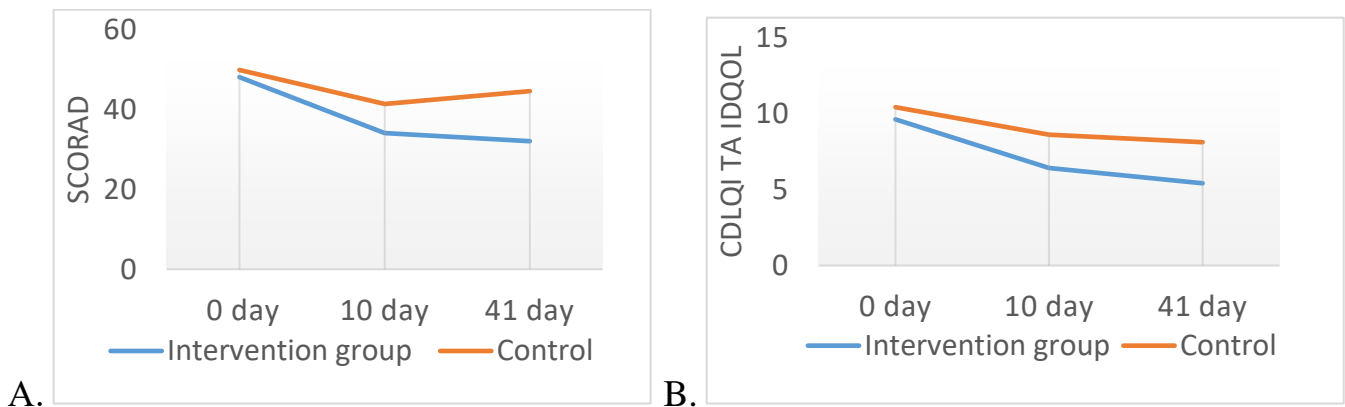 60
40
20
0
SCORAD
0 day 10 day 41 day
Intervention group Control
A.
15
10
5
0
CDLQI TA IDQOL
0 day 10 day 41 day
Intervention group Control
B.